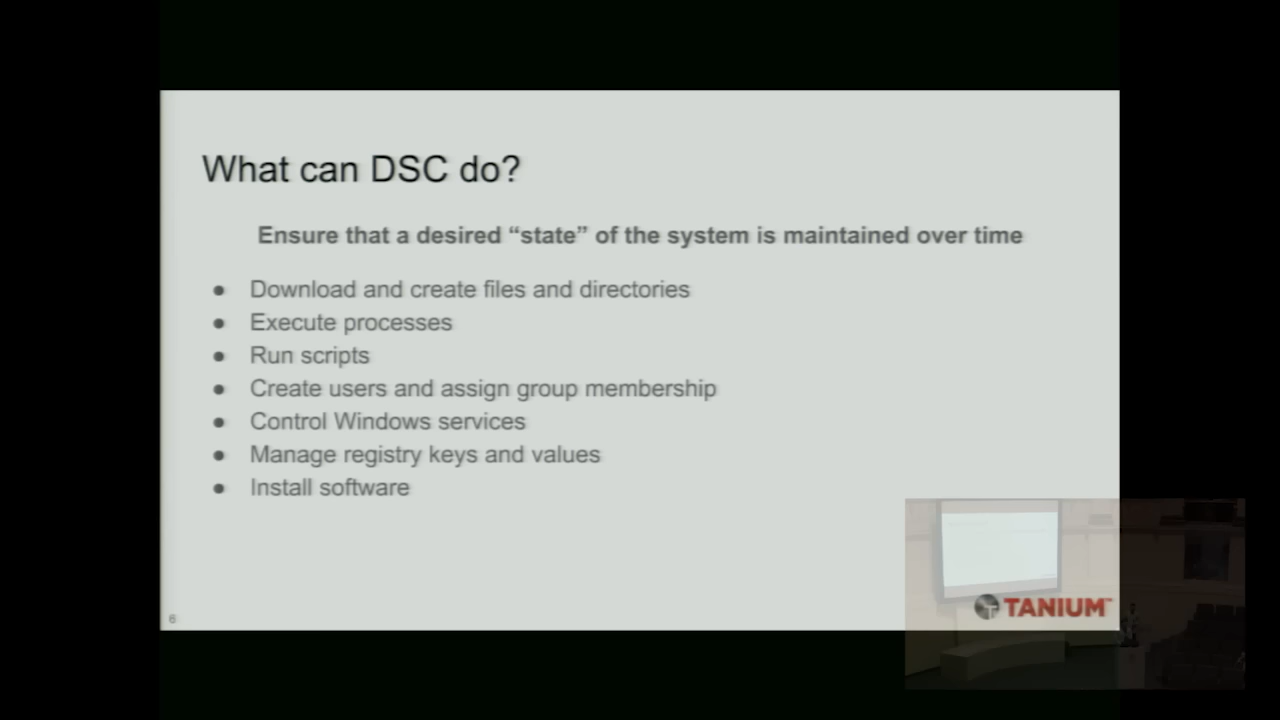 What can DSC do?
Ensure that a desired “state” of the system is maintained over time
● Download and create files and directories
● Execute processes
● Run scripts
● Create users and assign group membership
● Control Windows services
● Manage registry keys and values
● Install software
6
TANIUM™